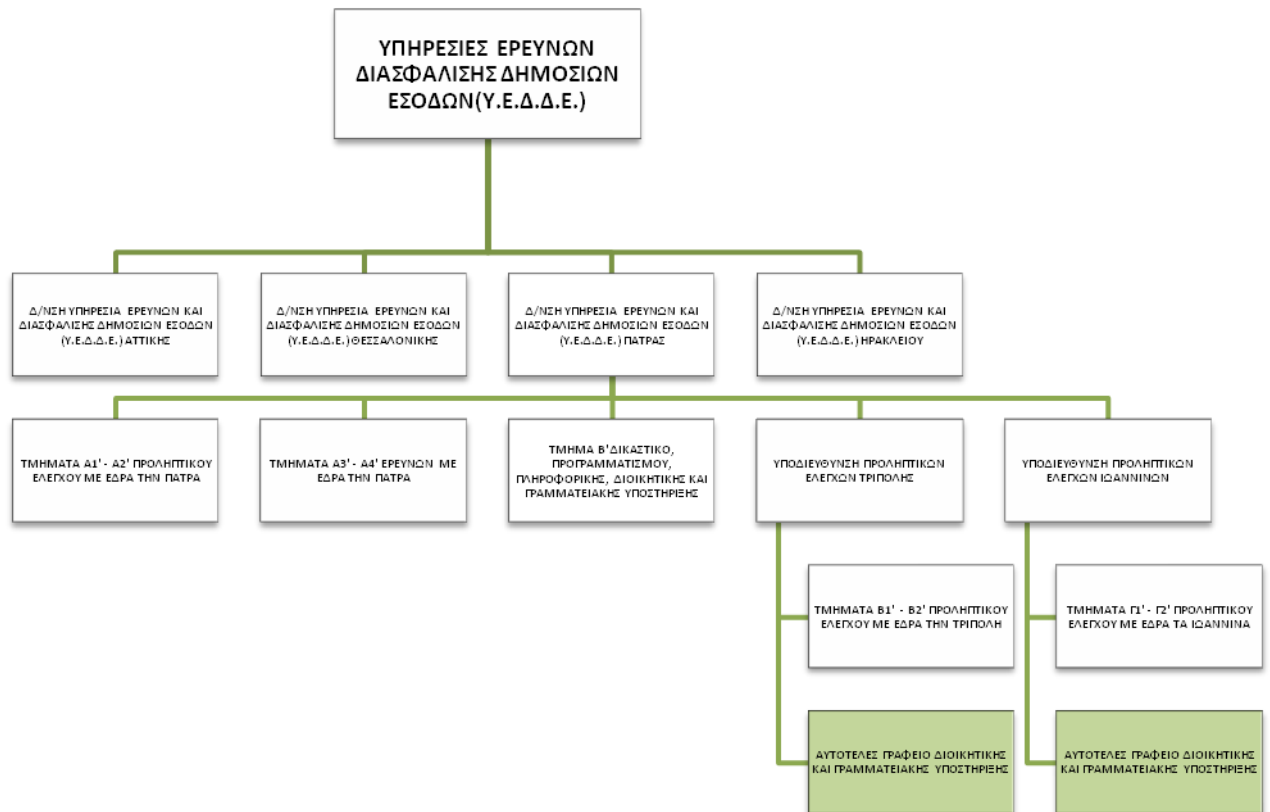 ΥΠΗΡΕΣΙΕΣ ΕΡΕΥΝΩΝ
ΔΙΑΣΦΑΛΙΣΗΣ ΔΗΜΟΣΙΩΝ
ΕΣΟΔΩΝ(Υ.Ε.Δ.Δ.Ε.)
Δ/ΝΣΗ ΥΠΗΡΕΣΙΑ ΕΡΕΥΝΩΝ ΚΑΙ
ΔΙΑΣΦΑΛΙΣΗΣ ΔΗΜΟΣΙΩΝ ΕΣΟΔΩΝ
(Υ.Ε.Δ.Δ.Ε.) ΑΤΤΙΚΗΣ
Δ/ΝΣΗ ΥΠΗΡΕΣΙΑ ΕΡΕΥΝΩΝ ΚΑΙ
ΔΙΑΣΦΑΛΙΣΗΣ ΔΗΜΟΣΙΩΝ ΕΣΟΔΩΝ
(Υ.Ε.Δ.Δ.Ε.) ΘΕΣΣΑΛΟΝΙΚΗΣ
Δ/ΝΣΗ ΥΠΗΡΕΣΙΑ ΕΡΕΥΝΩΝ ΚΑΙ
ΔΙΑΣΦΑΛΙΣΗΣ ΔΗΜΟΣΙΩΝ ΕΣΟΔΩΝ
(Υ.Ε.Δ.Δ.Ε.) ΠΑΤΡΑΣ
Δ/ΝΣΗ ΥΠΗΡΕΣΙΑ ΕΡΕΥΝΩΝ ΚΑΙ
ΔΙΑΣΦΑΛΙΣΗΣ ΔΗΜΟΣΙΩΝ ΕΣΟΔΩΝ
(Υ.Ε.Δ.Δ.Ε.) ΗΡΑΚΛΕΙΟΥ
ΤΜΗΜΑΤΑ Α1' - Α2' ΠΡΟΛΗΠΤΙΚΟΥ
ΕΛΕΓΧΟΥ ΜΕ ΕΔΡΑ ΤΗΝ ΠΑΤΡΑ
ΤΜΗΜΑΤΑ Α3' - Α4' ΕΡΕΥΝΩΝ ΜΕ
ΕΔΡΑ ΤΗΝ ΠΑΤΡΑ
ΤΜΗΜΑ Β'ΔΙΚΑΣΤΙΚΟ,
ΠΡΟΓΡΑΜΜΑΤΙΣΜΟΥ,
ΠΛΗΡΟΦΟΡΙΚΗΣ, ΔΙΟΙΚΗΤΙΚΗΣ ΚΑΙ
ΓΡΑΜΜΑΤΕΙΑΚΗΣ ΥΠΟΣΤΗΡΙΞΗΣ
ΥΠΟΔΙΕΥΘΥΝΣΗ ΠΡΟΛΗΠΤΙΚΩΝ
ΕΛΕΓΧΩΝ ΤΡΙΠΟΛΗΣ
ΥΠΟΔΙΕΥΘΥΝΣΗ ΠΡΟΛΗΠΤΙΚΩΝ
ΕΛΕΓΧΩΝ ΙΩΑΝΝΙΝΩΝ
ΤΜΗΜΑΤΑ Β1' - Β2' ΠΡΟΛΗΠΤΙΚΟΥ
ΕΛΕΓΧΟΥ ΜΕ ΕΔΡΑ ΤΗΝ ΤΡΙΠΟΛΗ
ΤΜΗΜΑΤΑ Γ1' - Γ2' ΠΡΟΛΗΠΤΙΚΟΥ
ΕΛΕΓΧΟΥ ΜΕ ΕΔΡΑ ΤΑ ΙΩΑΝΝΙΝΑ
ΑΥΤΟΤΕΛΕΣ ΓΡΑΦΕΙΟ ΔΙΟΙΚΗΤΙΚΗΣ
ΚΑΙ ΓΡΑΜΜΑΤΕΙΑΚΗΣ ΥΠΟΣΤΗΡΙΞΗΣ
ΑΥΤΟΤΕΛΕΣ ΓΡΑΦΕΙΟ ΔΙΟΙΚΗΤΙΚΗΣ
ΚΑΙ ΓΡΑΜΜΑΤΕΙΑΚΗΣ ΥΠΟΣΤΗΡΙΞΗΣ